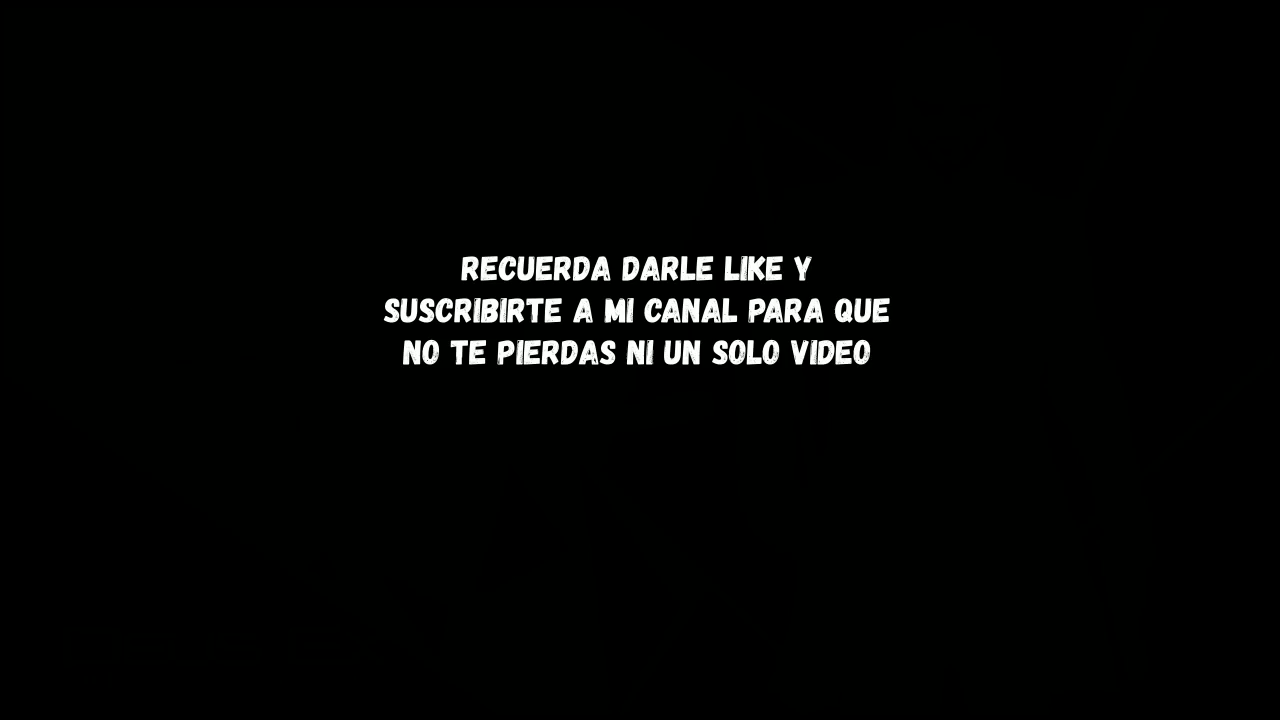 RECUERDA DARLE LIKE Y
SUSCRIBIRTE A MI CANAL PARA QUE
NO TE PIERDAS NI UN SOLO VIDEO